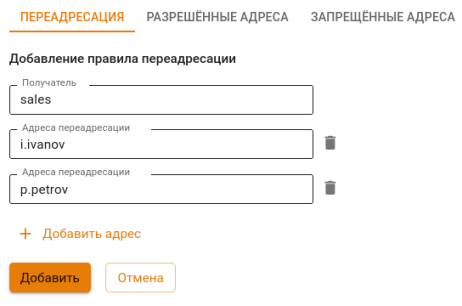 ПЕРЕАДРЕСАЦИЯ РАЗРЕШЁННЫЕ АДРЕСА ЗАПРЕЩЁННЫЕ АДРЕСА
Добавление правила переадресации
Получатель
sales
Адреса переадресации
i.ivanov
Адреса переадресации
p.petrov
+ Добавить адрес
Добавить Отмена